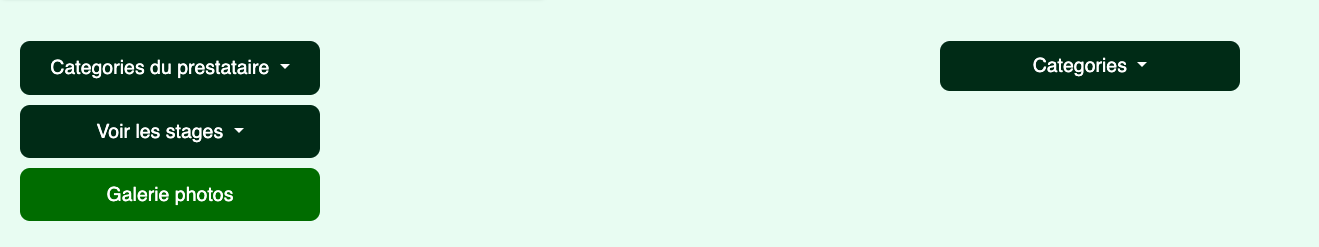 Categories du prestataire
Voir les stages
Galerie photos
Categories